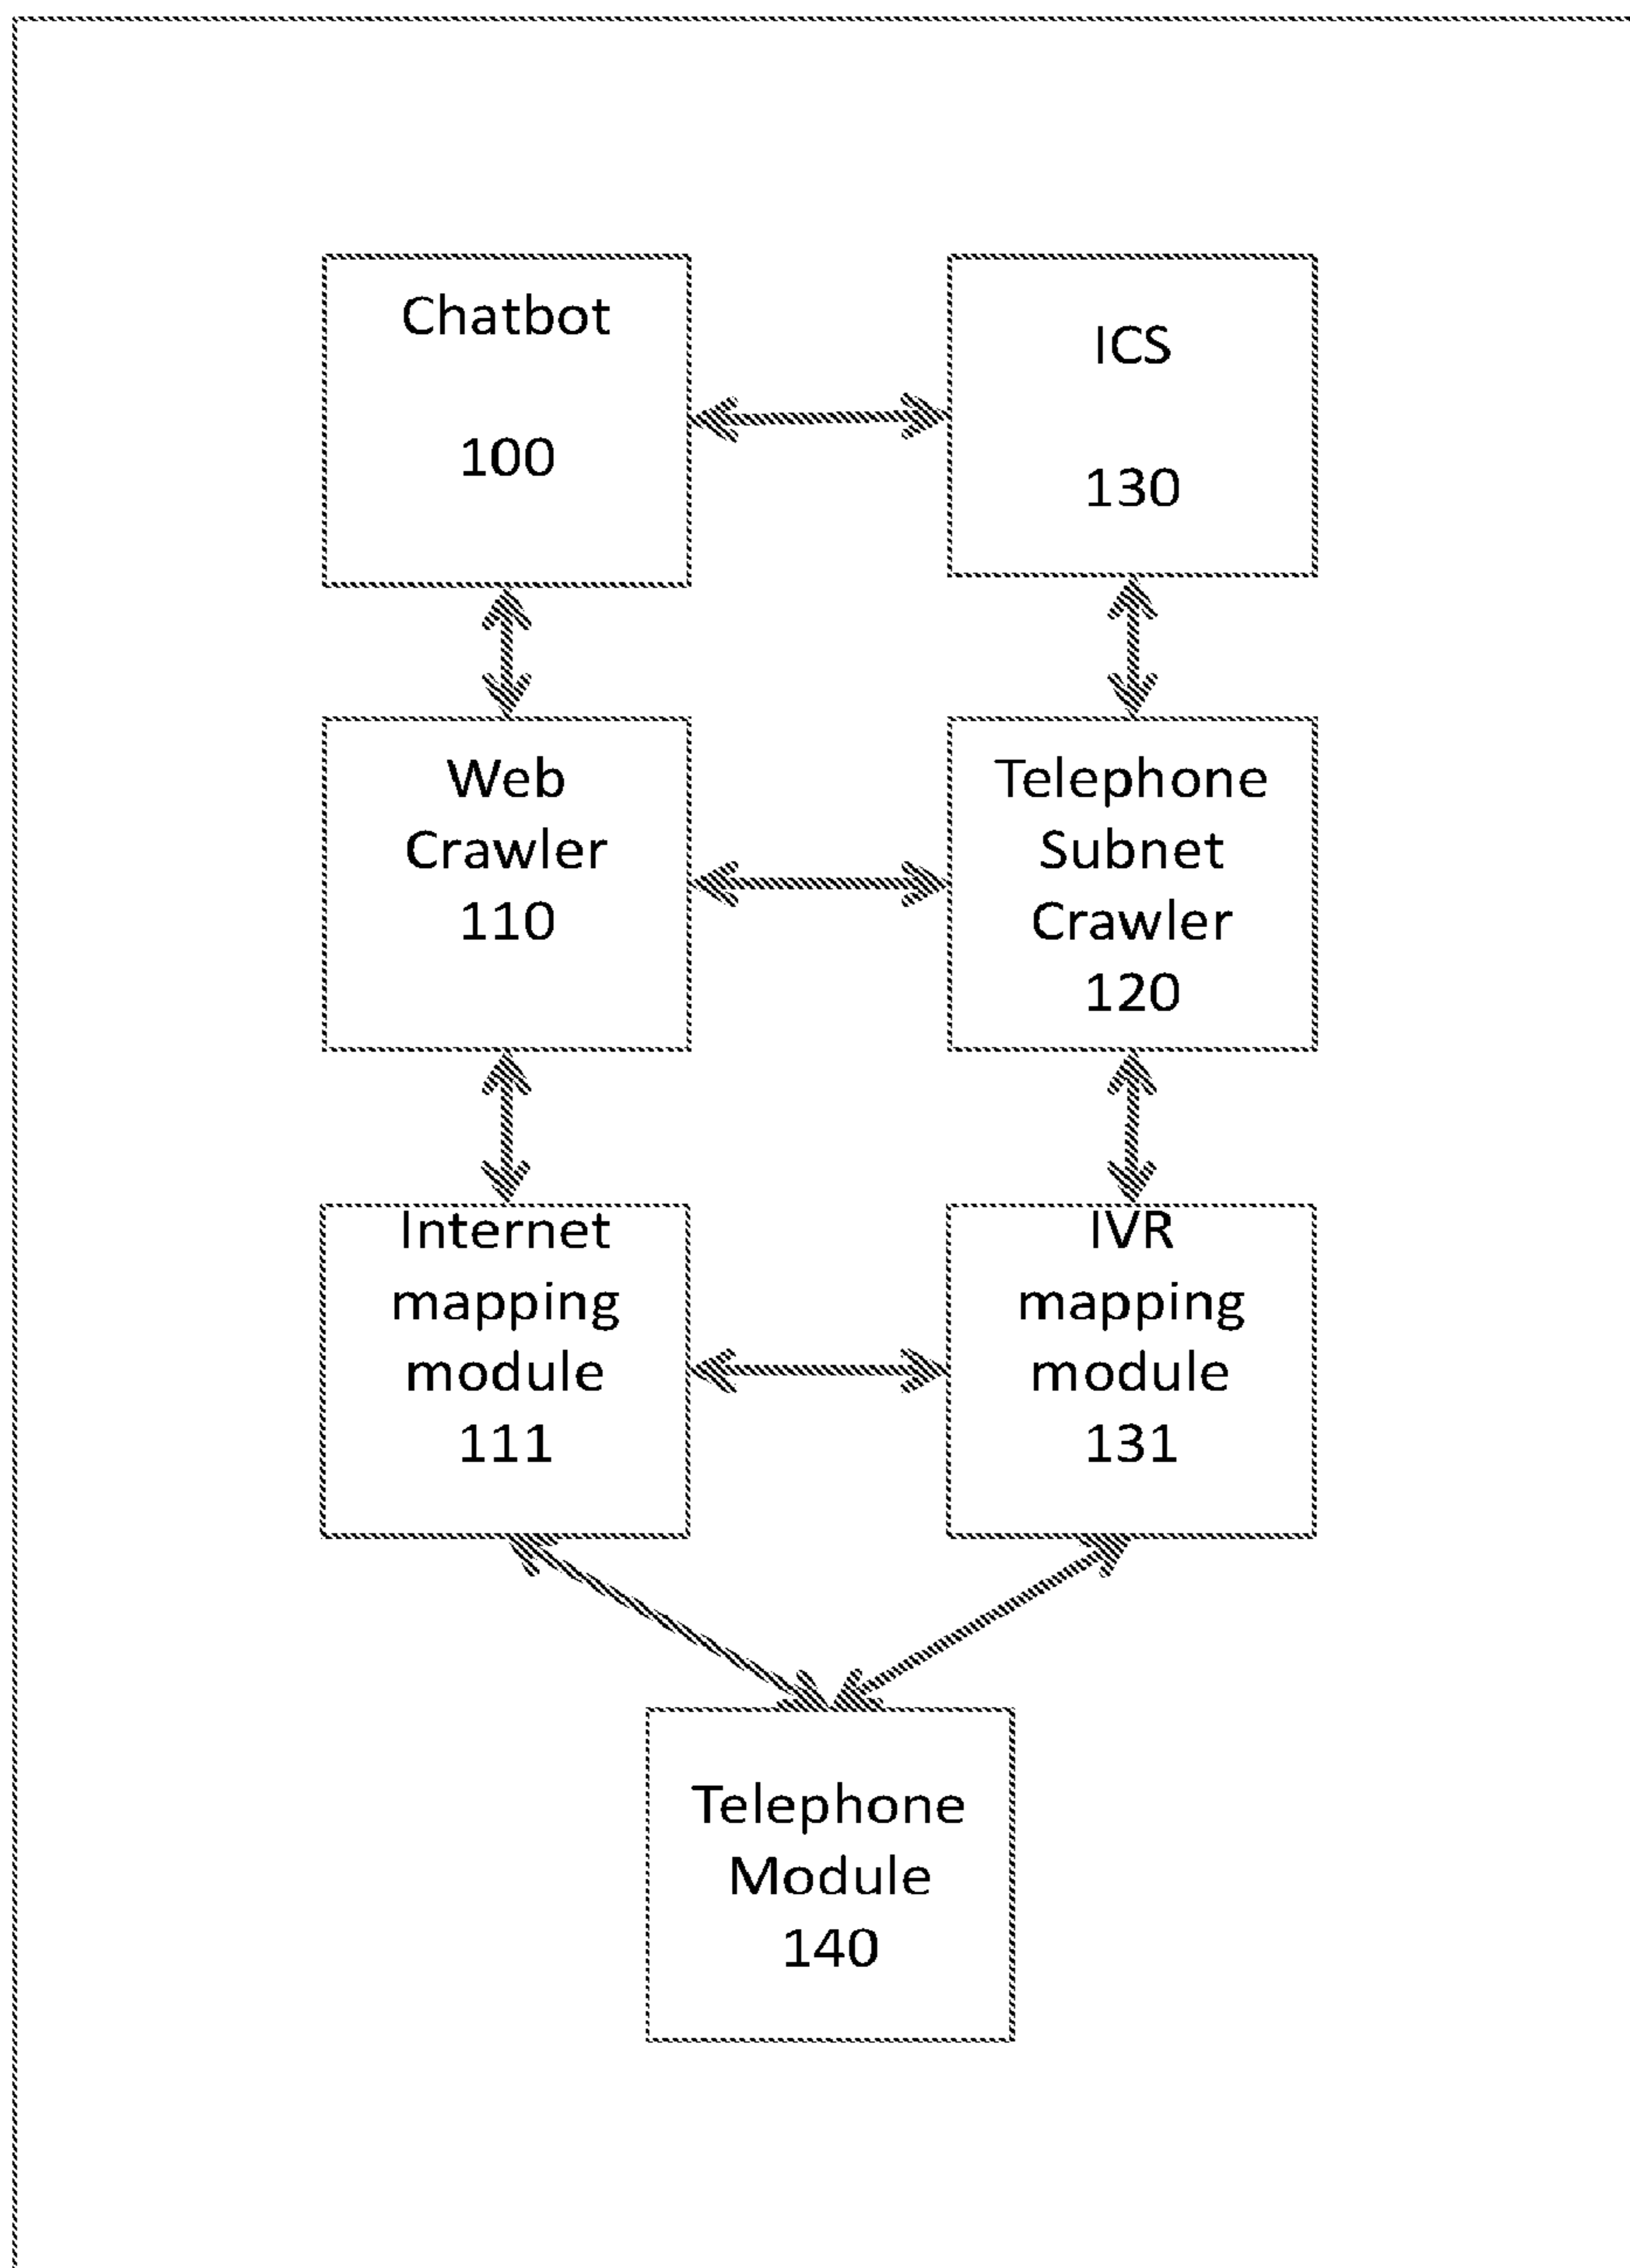 Chatbot
100
ICS
130
Web
Crawler
110
Telephone
Subnet
Crawler
120
Internet
mapping
module
111
IVR
mapping
module
131
Telephone
Module
140